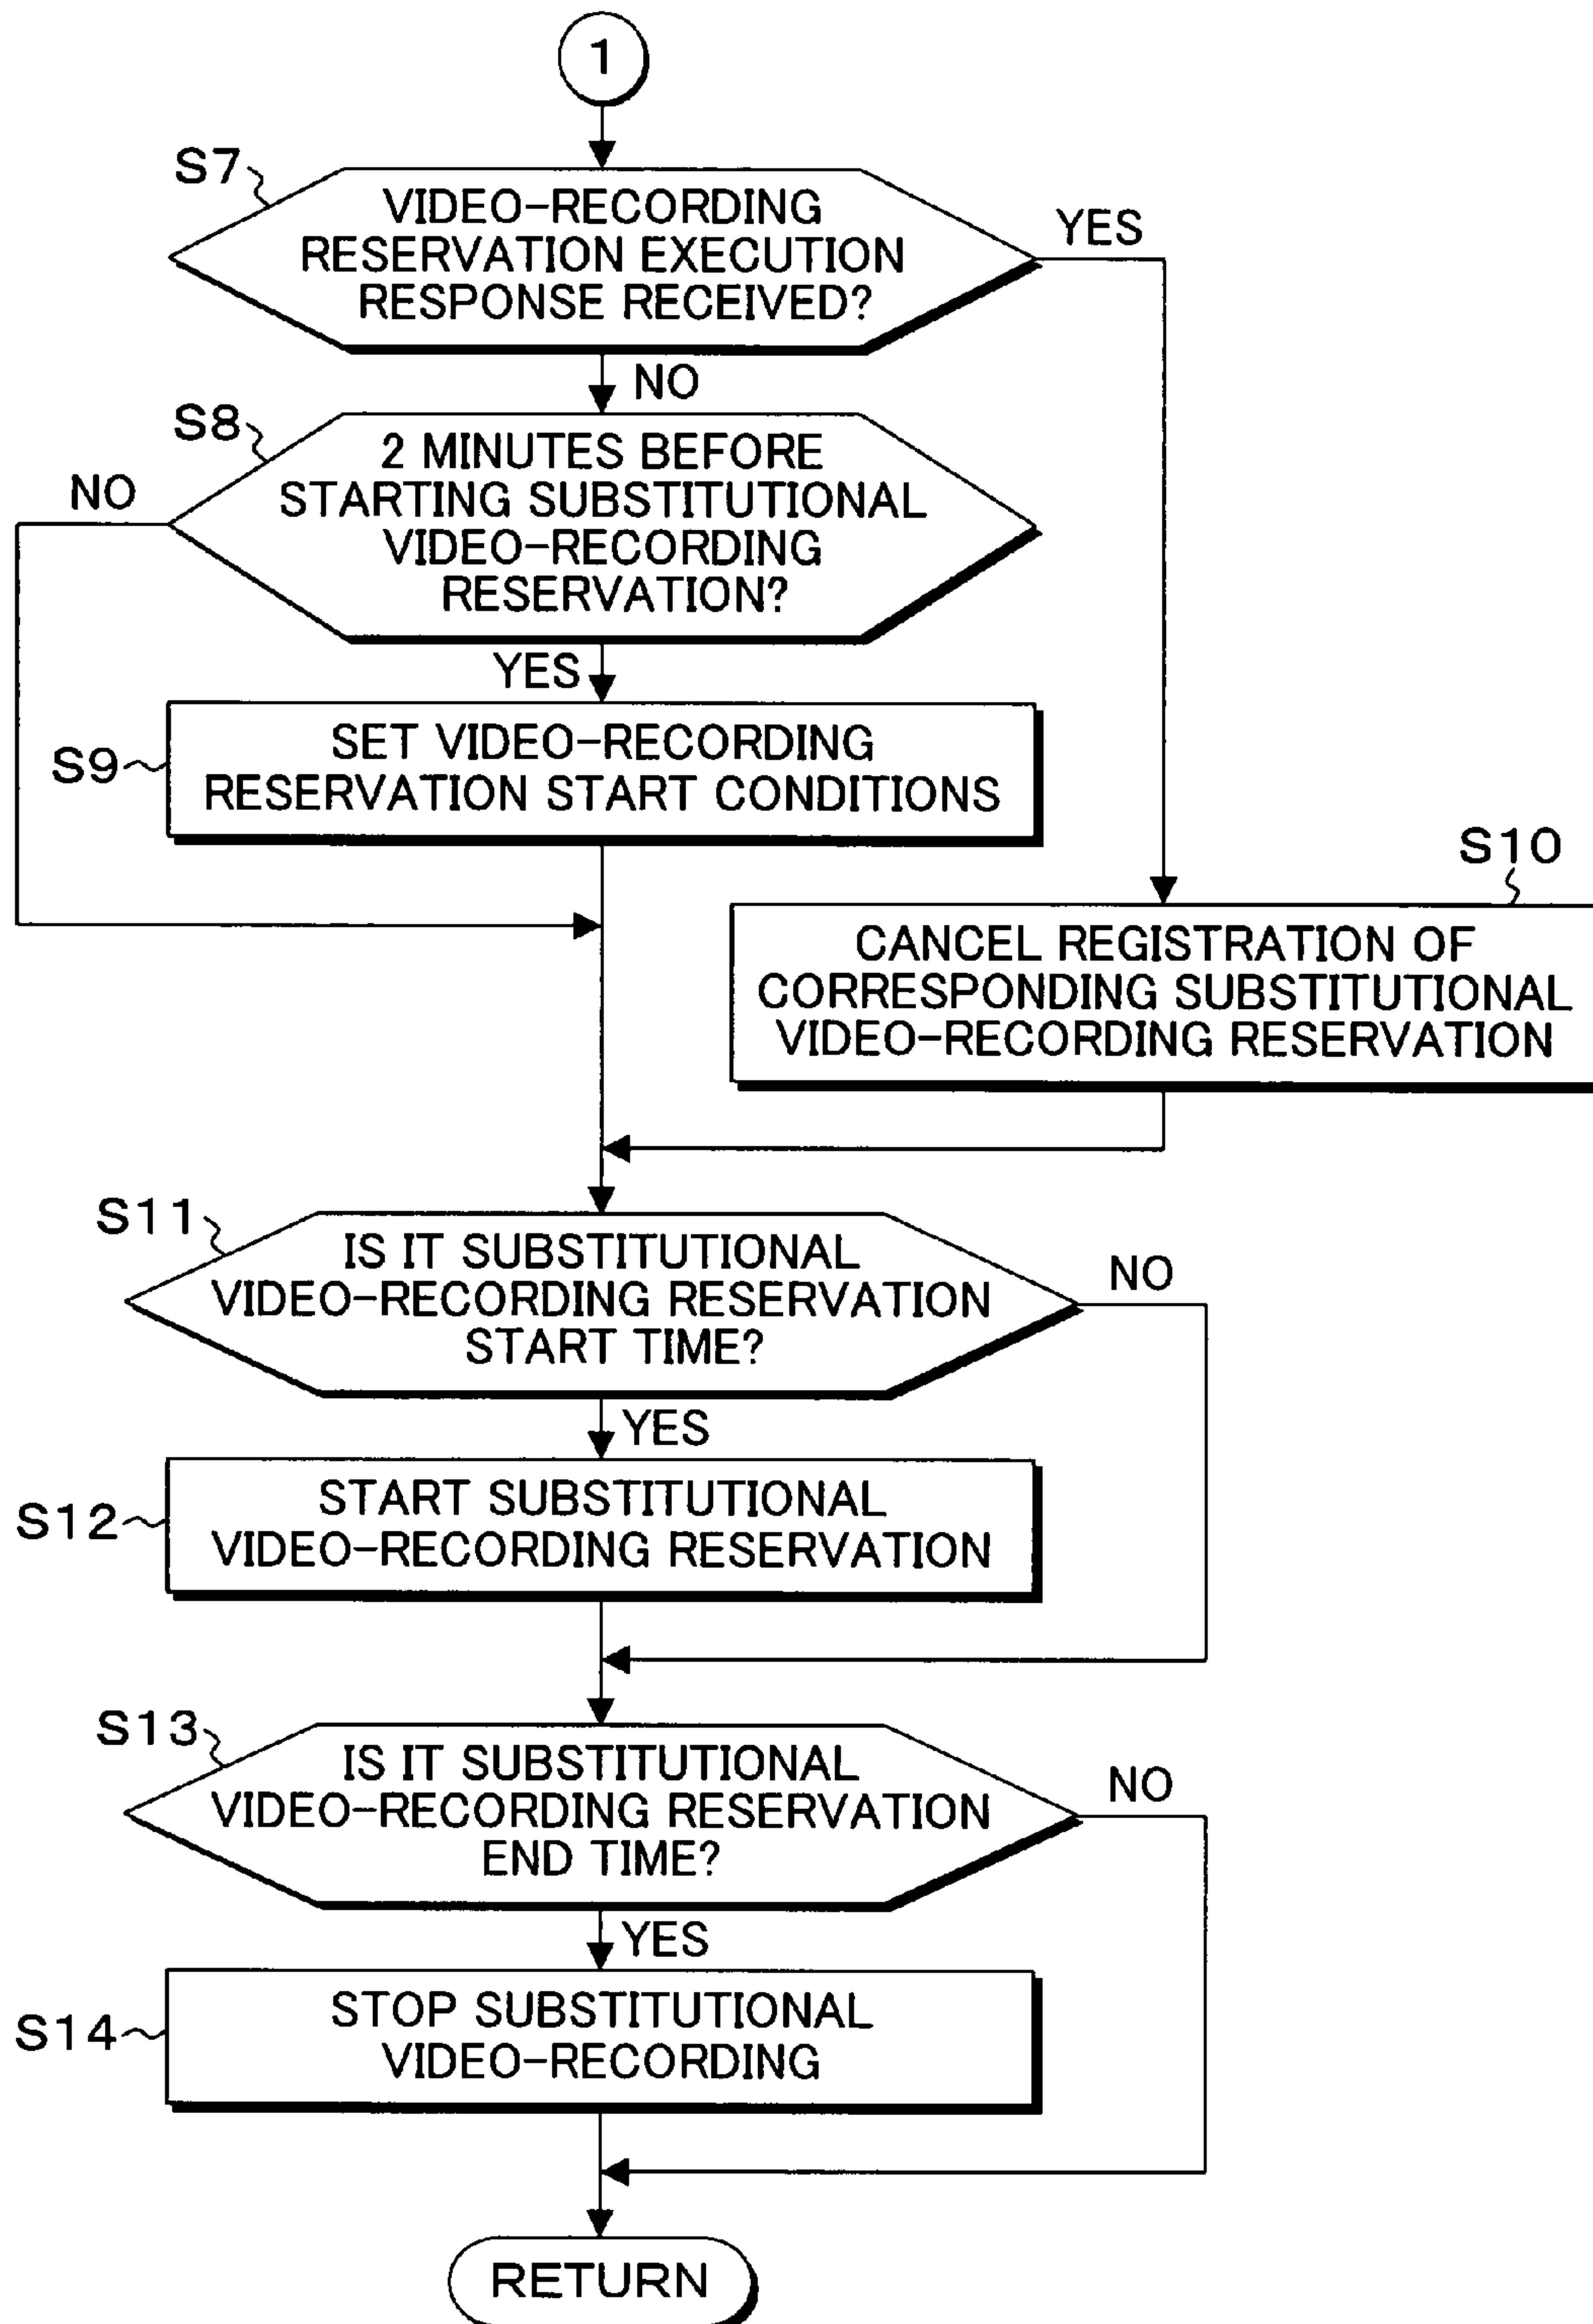 1
S7
VIDEO-RECORDING
RESERVATION EXECUTION
RESPONSE RECEIVED?
YES
NO
S8
2 MINUTES BEFORE
STARTING SUBSTITUTIONAL
VIDEO-RECORDING
RESERVATION?
NO
YES
S9
SET VIDEO-RECORDING
RESERVATION START CONDITIONS
S10
CANCEL REGISTRATION OF
CORRESPONDING SUBSTITUTIONAL
VIDEO-RECORDING RESERVATION
S11
IS IT SUBSTITUTIONAL
VIDEO-RECORDING RESERVATION
START TIME?
NO
YES
S12
START SUBSTITUTIONAL
VIDEO-RECORDING RESERVATION
S13
IS IT SUBSTITUTIONAL
VIDEO-RECORDING RESERVATION
END TIME?
NO
YES
S14
STOP SUBSTITUTIONAL
VIDEO-RECORDING
RETURN